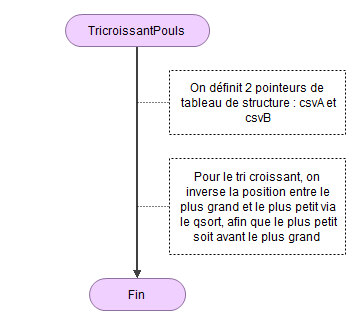 TricroissantPouls
On définit 2 pointeurs de
tableau de structure : csvA et
csvB
Pour le tri croissant, on
inverse la position entre le
plus grand et le plus petit via
le qsort, afin que le plus petit
soit avant le plus grand
Fin